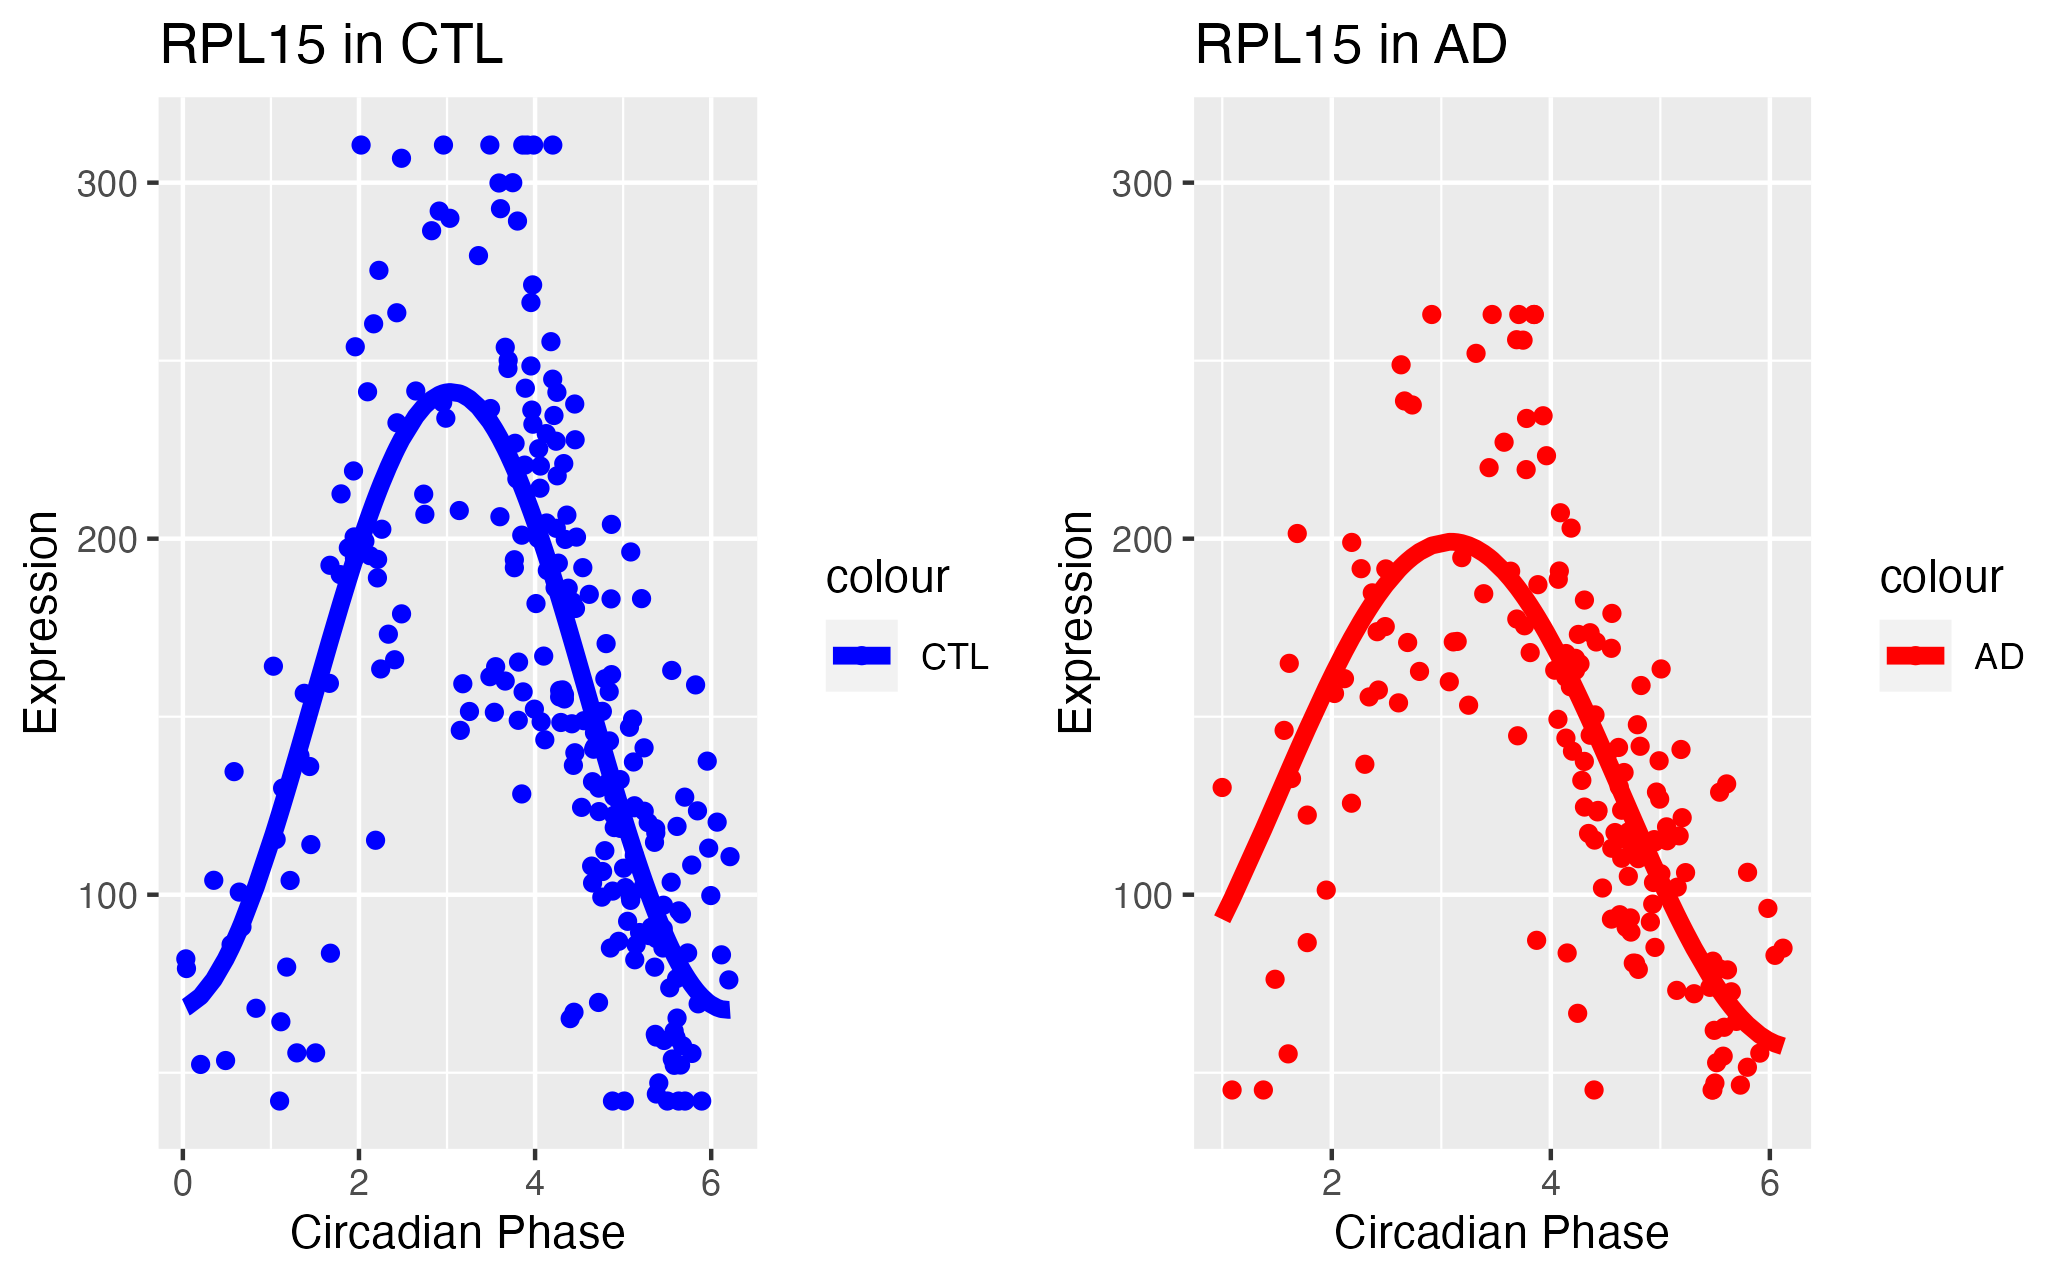 RPL15 in CTL
300
200
100
Expression
0 2 4 6
Circadian Phase
colour
CTL
RPL15 in AD
300
200
100
Expression
2 4 6
Circadian Phase
colour
AD